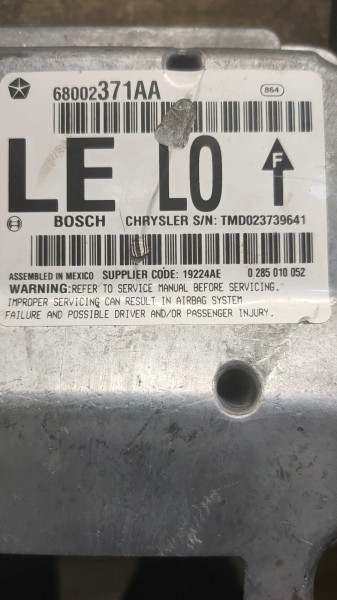 68002371AA 864
LE LO F
BOSCH CHRYSLER S/N: TMD023739641
ASSEMBLED IN MEXICO SUPPLIER CODE: 19224AE 0 285 010 052
WARNING:REFER TO SERVICE MANUAL BEFORE SERVICING.
IMPROPER SERVICING CAN RESULT IN AIRBAG SYSTEM
FAILURE AND POSSIBLE DRIVER AND/OR PASSENGER INJURY.